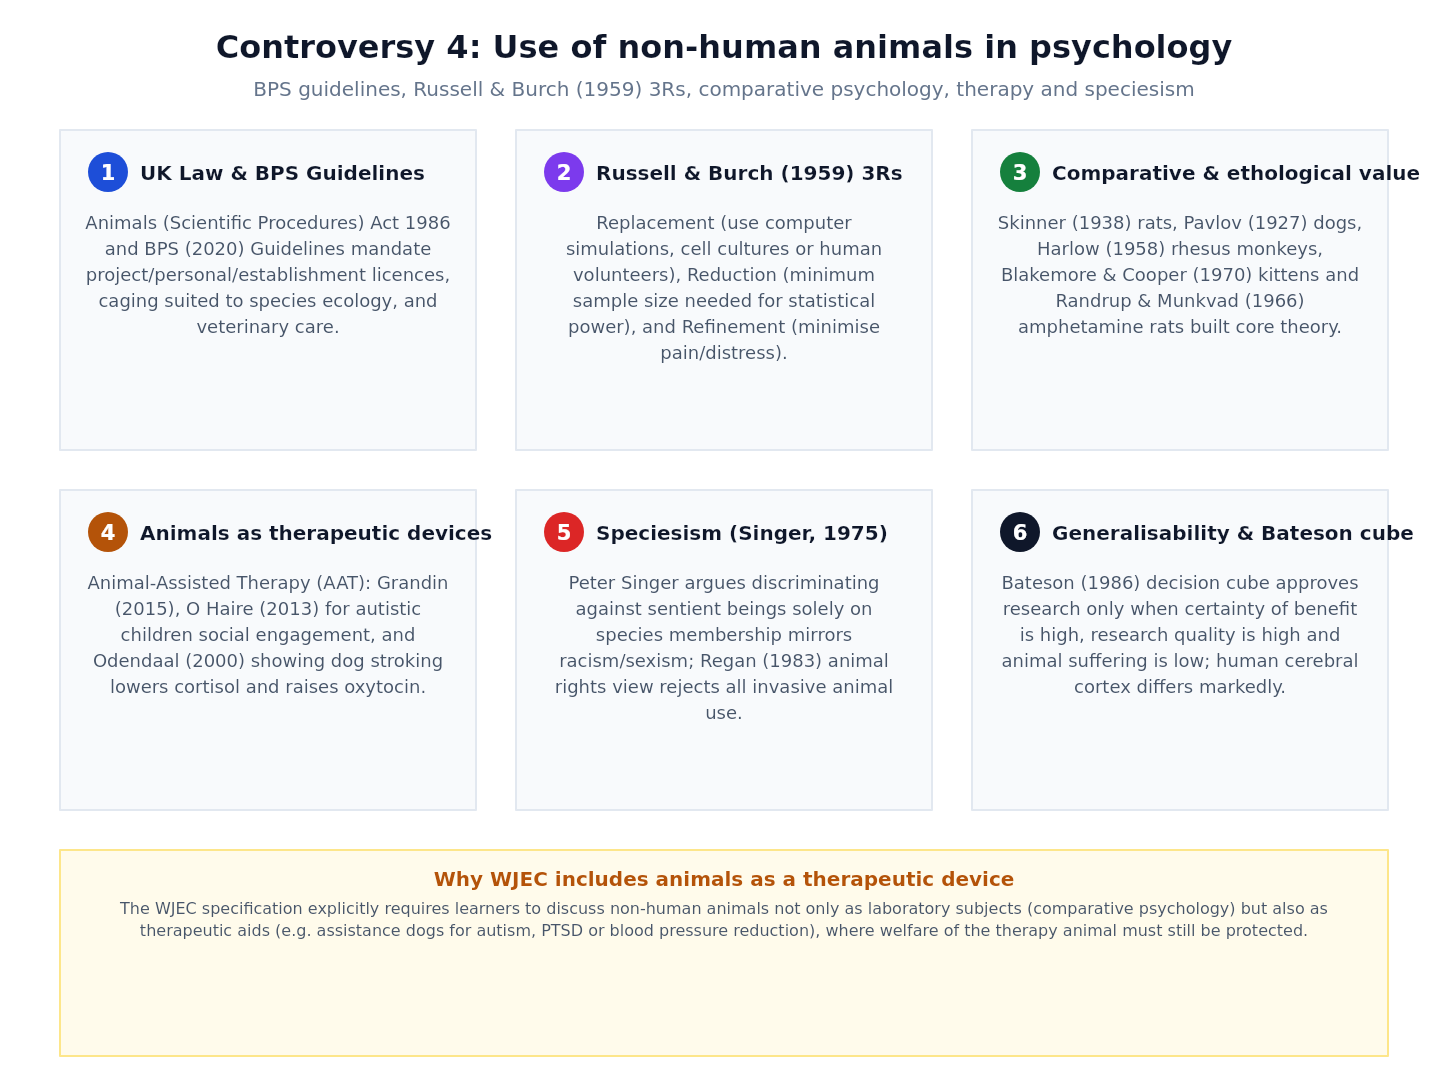 Controversy 4: Use of non-human animals in psychology
BPS guidelines, Russell & Burch (1959) 3Rs, comparative psychology, therapy and speciesism
1 UK Law & BPS Guidelines
Animals (Scientific Procedures) Act 1986
and BPS (2020) Guidelines mandate
project/personal/establishment licences,
caging suited to species ecology, and
veterinary care.
2 Russell & Burch (1959) 3Rs
Replacement (use computer
simulations, cell cultures or human
volunteers), Reduction (minimum
sample size needed for statistical
power), and Refinement (minimise
pain/distress).
3 Comparative & ethological value
Skinner (1938) rats, Pavlov (1927) dogs,
Harlow (1958) rhesus monkeys,
Blakemore & Cooper (1970) kittens and
Randrup & Munkvad (1966)
amphetamine rats built core theory.
4 Animals as therapeutic devices
Animal-Assisted Therapy (AAT): Grandin
(2015), O Haire (2013) for autistic
children social engagement, and
Odendaal (2000) showing dog stroking
lowers cortisol and raises oxytocin.
5 Speciesism (Singer, 1975)
Peter Singer argues discriminating
against sentient beings solely on
species membership mirrors
racism/sexism; Regan (1983) animal
rights view rejects all invasive animal
use.
6 Generalisability & Bateson cube
Bateson (1986) decision cube approves
research only when certainty of benefit
is high, research quality is high and
animal suffering is low; human cerebral
cortex differs markedly.
Why WJEC includes animals as a therapeutic device
The WJEC specification explicitly requires learners to discuss non-human animals not only as laboratory subjects (comparative psychology) but also as
therapeutic aids (e.g. assistance dogs for autism, PTSD or blood pressure reduction), where welfare of the therapy animal must still be protected.